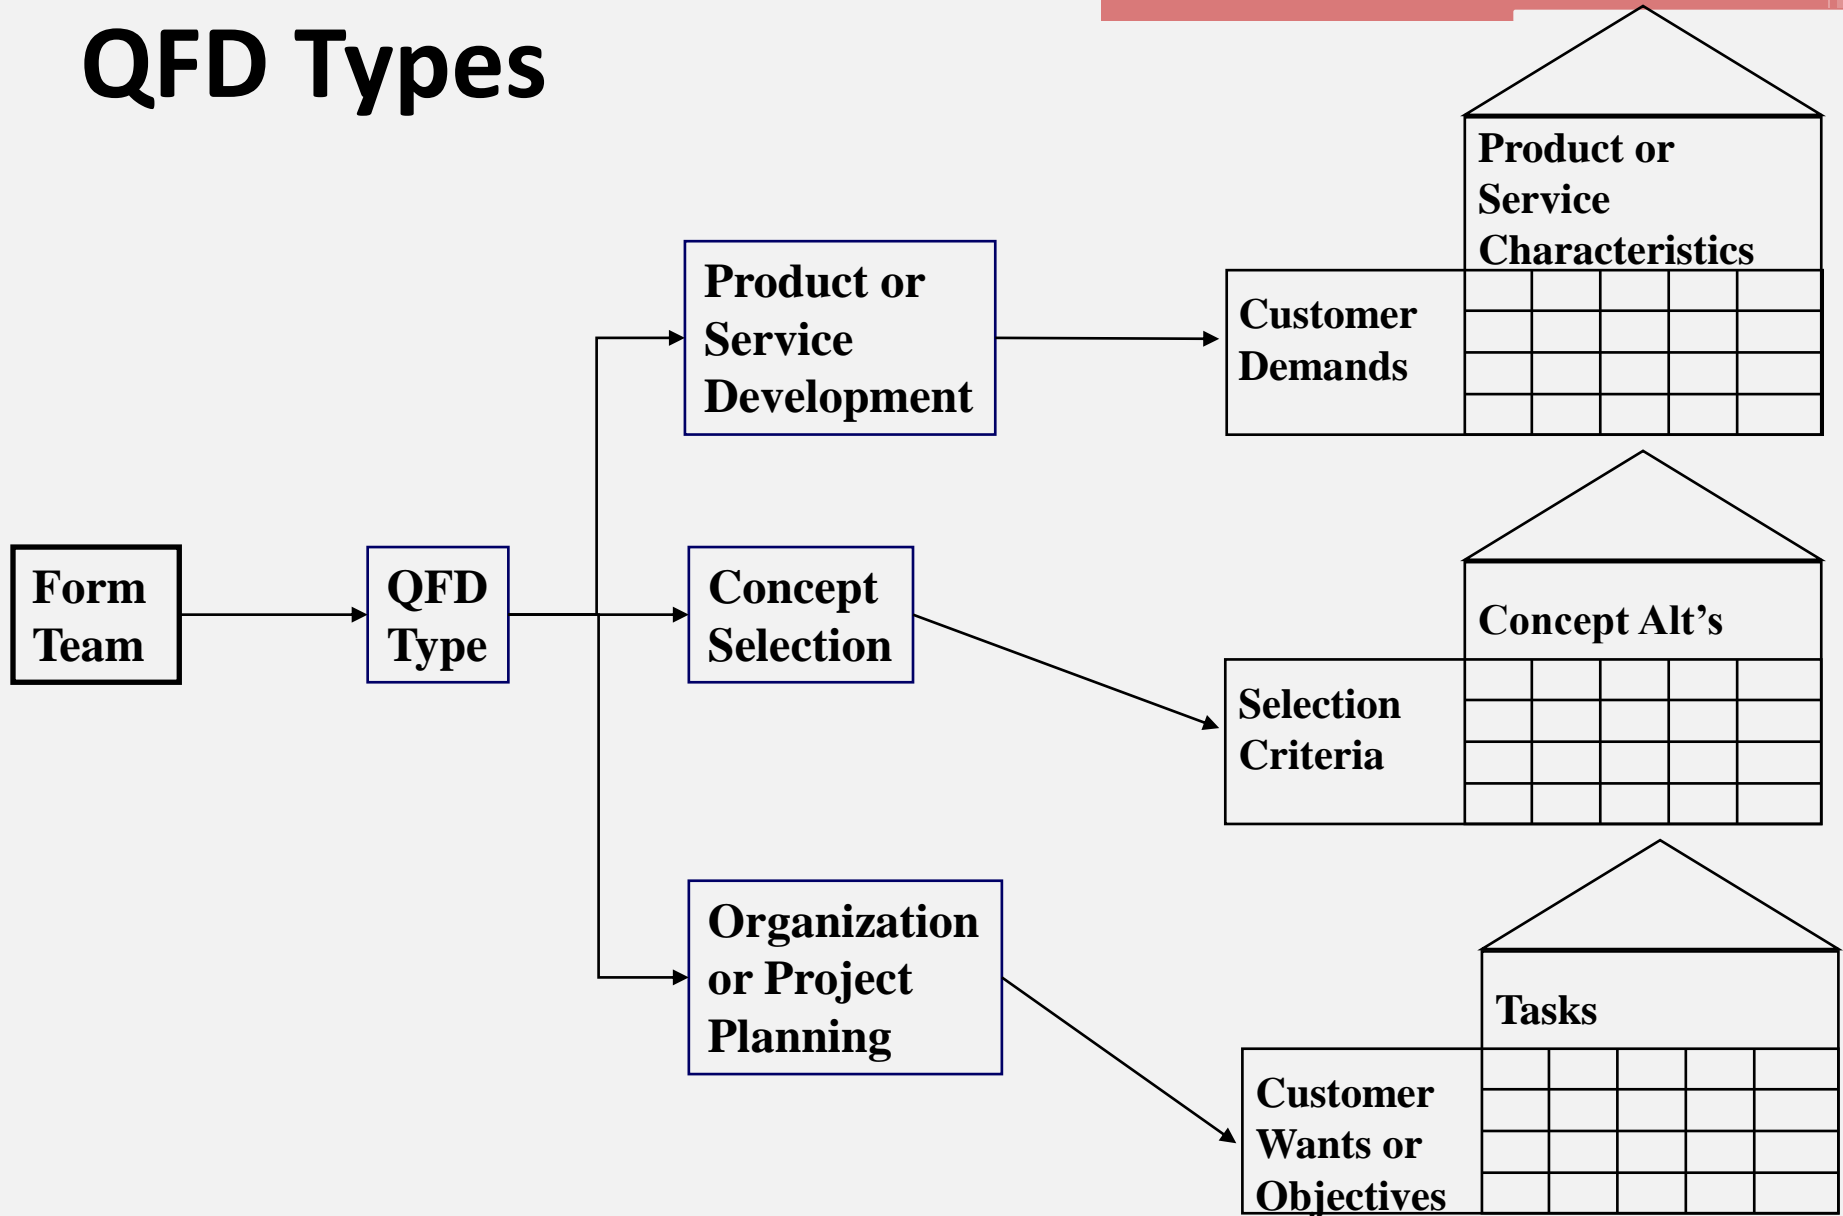 QFD Types
Product or
Service
Characteristics
Product or
Service
Development
Customer
Demands
Form
Team
QFD
Type
Concept
Selection
Concept Alt’s
Selection
Criteria
Organization
or Project
Planning
Tasks
Customer
Wants or
Objectives